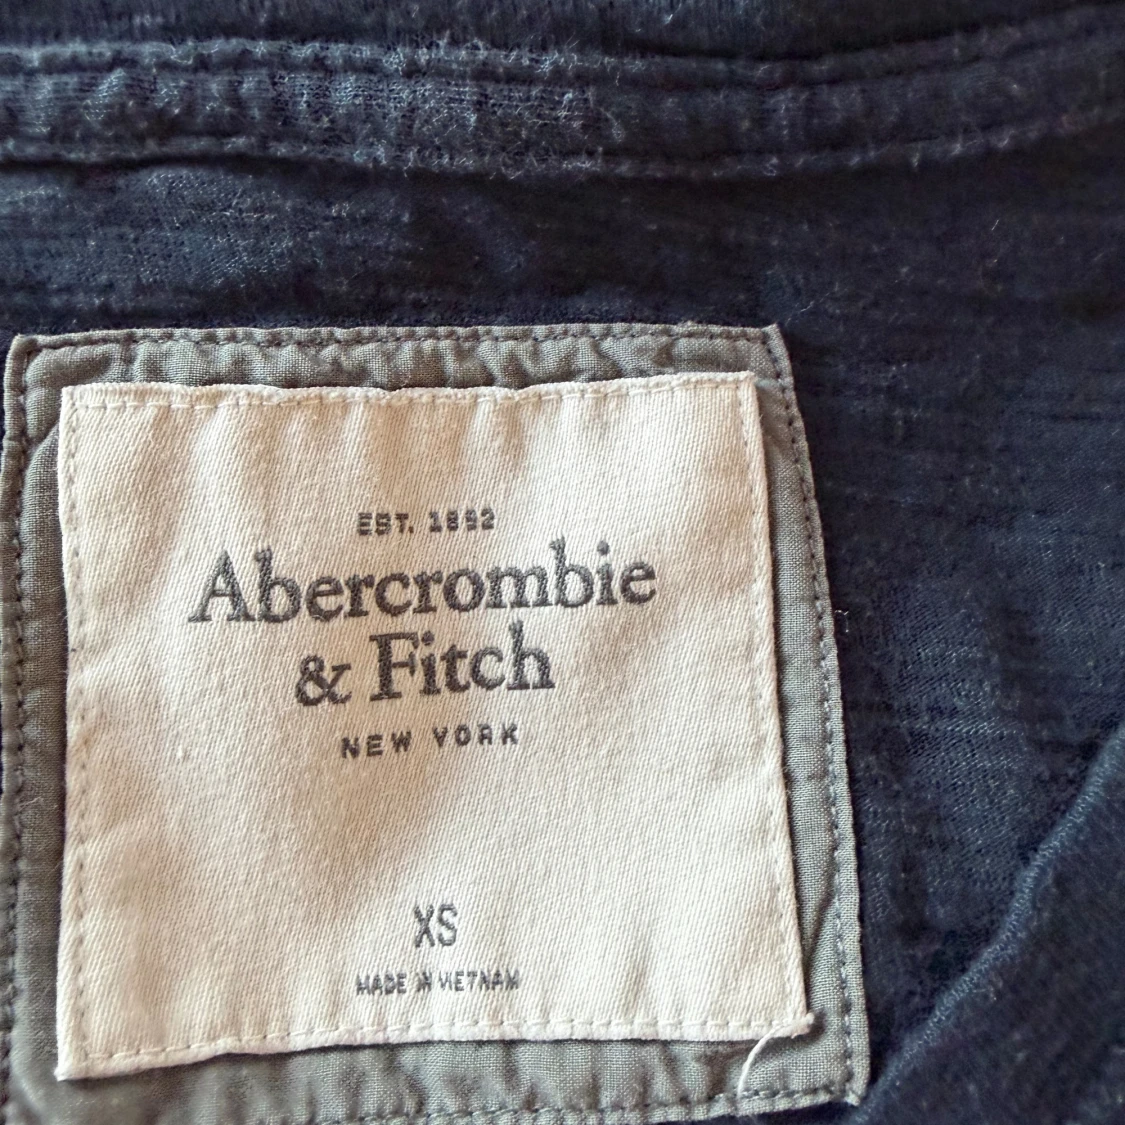 EST. 1892
Abercrombie
& Fitch
NEW YORK
XS
MADE IN VIETNAM